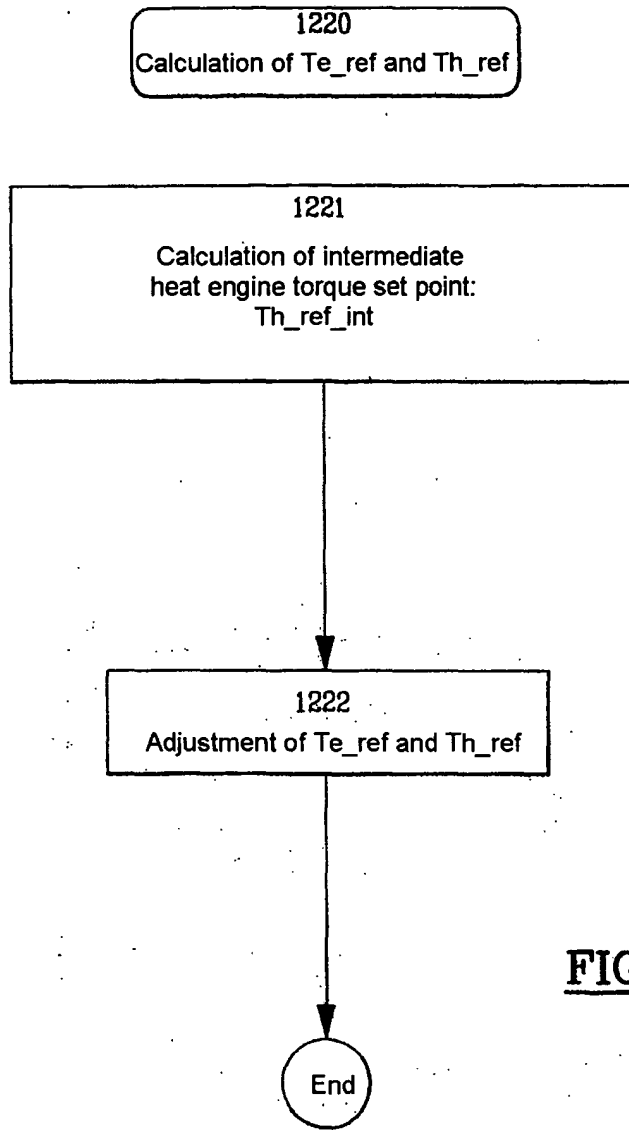 1220
Calculation of Te_ref and Th_ref
1221
Calculation of intermediate
heat engine torque set point:
Th_ref_int
1222
Adjustment of Te_ref and Th_ref
FIG
End